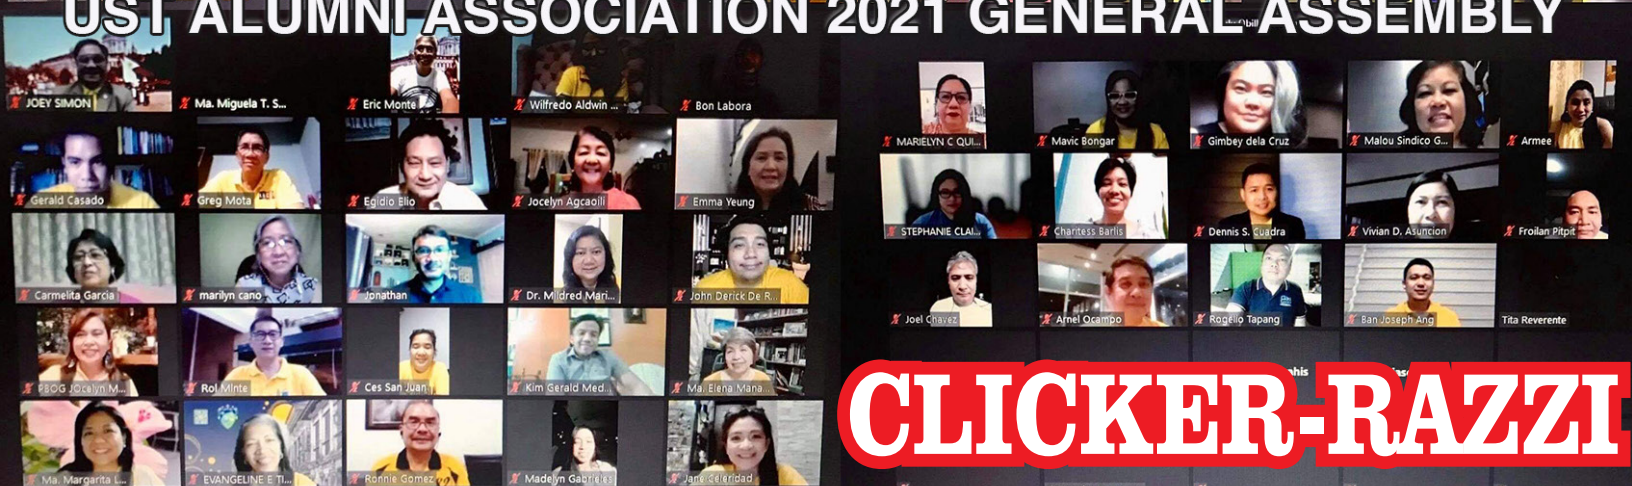 UST ALUMNI ASSOCIATION 2021 GENERAL ASSEMBLY
JOEY SIMON
Ma. Miguela T. S...
Eric Monte
Wilfredo Aldwin ...
Bon Labora
Gerald Casado
Greg Mota
Egidio Elio
Jocelyn Agcaoili
Emma Yeung
Carmelita Garcia
marilyn cano
Jonathan
Dr. Mildred Mari...
John Derick De R...
PBOG JOcelyn M...
Rol Minte
Ces San Juan
Kim Gerald Med...
Ma. Elena Mana...
Ma. Margarita L...
EVANGELINE E TI...
Ronnie Gomez
Madelyn Gabrieles
Jane Celeridad
MARIELYN C QUI...
Mavic Bongar
Gimbey dela Cruz
Malou Sindico G...
Armee
STEPHANIE CLAI...
Charitess Barlis
Dennis S. Cuadra
Vivian D. Asuncion
Froilan Pitpit
Joel Chavez
Arnel Ocampo
Rogelio Tapang
Ban Joseph Ang
Tita Reverente
CLICKER-RAZZI